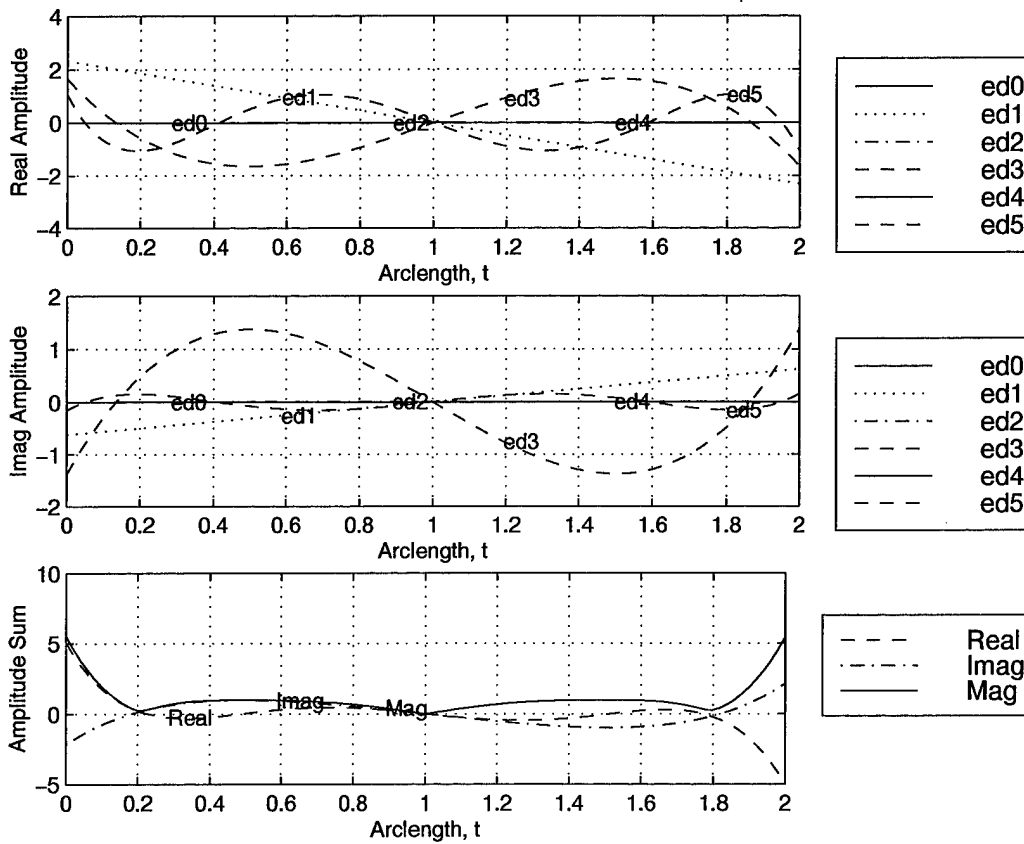 4
2
0
−2
−4
Real Amplitude
ed0
ed1
ed2
ed3
ed4
ed5
0
0.2
0.4
0.6
0.8
1
1.2
1.4
1.6
1.8
2
Arclength, t
ed0
ed1
ed2
ed3
ed4
ed5
2
1
0
−1
−2
Imag Amplitude
ed0
ed1
ed2
ed3
ed4
ed5
0
0.2
0.4
0.6
0.8
1
1.2
1.4
1.6
1.8
2
Arclength, t
ed0
ed1
ed2
ed3
ed4
ed5
10
5
0
−5
Amplitude Sum
Real
Imag
Mag
0
0.2
0.4
0.6
0.8
1
1.2
1.4
1.6
1.8
2
Arclength, t
Real
Imag
Mag